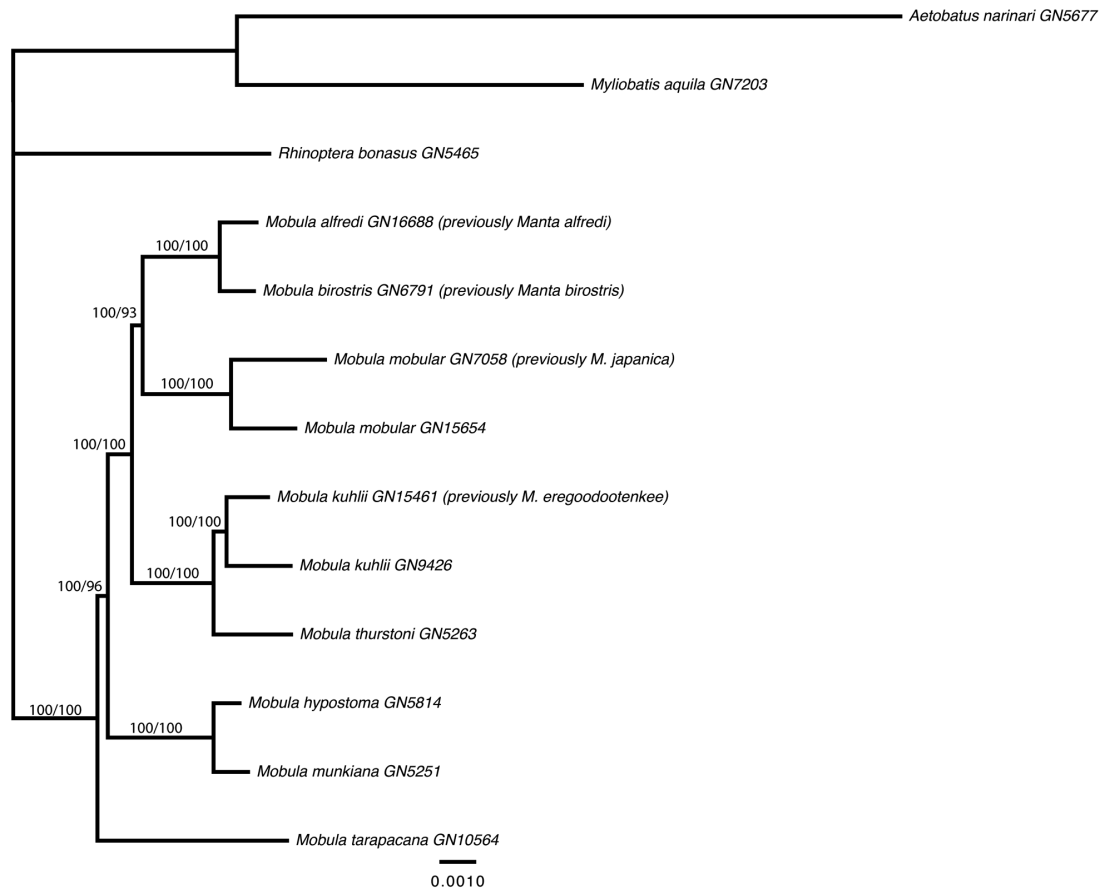 Aetobatus narinari GN5677
Myliobatis aquila GN7203
Rhinoptera bonasus GN5465
Mobula alfredi GN16688 (previously Manta alfredi)
100/100
Mobula birostris GN6791 (previously Manta birostris)
100/93
Mobula mobular GN7058 (previously M. japanica)
100/100
Mobula mobular GN15654
100/100
Mobula kuhlii GN15461 (previously M. eregoodootenkee)
100/100
Mobula kuhlii GN9426
100/100
100/96
Mobula thurstoni GN5263
Mobula hypostoma GN5814
100/100
100/100
Mobula munkiana GN5251
Mobula tarapacana GN10564
0.0010